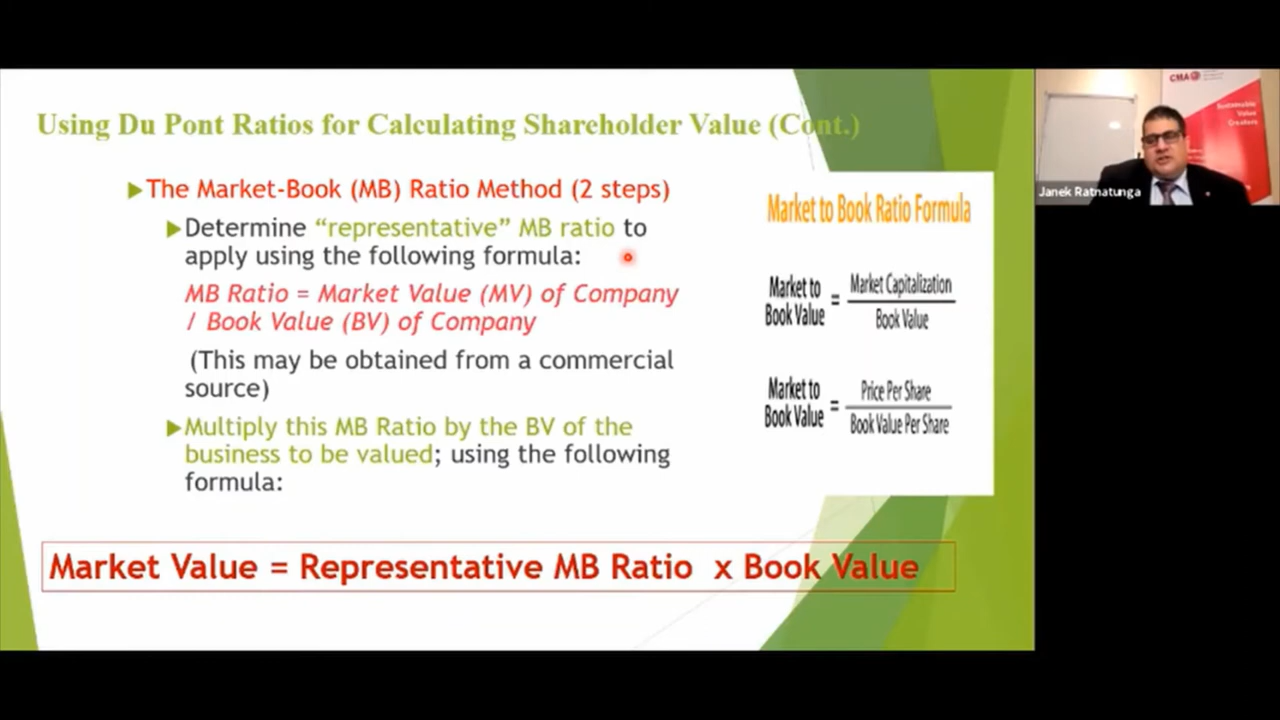 Using Du Pont Ratios for Calculating Shareholder Value (Cont.)
The Market-Book (MB) Ratio Method (2 steps)
Determine “representative” MB ratio to
apply using the following formula:
MB Ratio = Market Value (MV) of Company
/ Book Value (BV) of Company
(This may be obtained from a commercial
source)
Multiply this MB Ratio by the BV of the
business to be valued; using the following
formula:
Market Value = Representative MB Ratio x Book Value
Market to Book Ratio Formula
Market to
Book Value
=
Market Capitalization
Book Value
Market to
Book Value
=
Price Per Share
Book Value Per Share
CMA
Sustainable
Value
Creators
Janek Ratnatunga